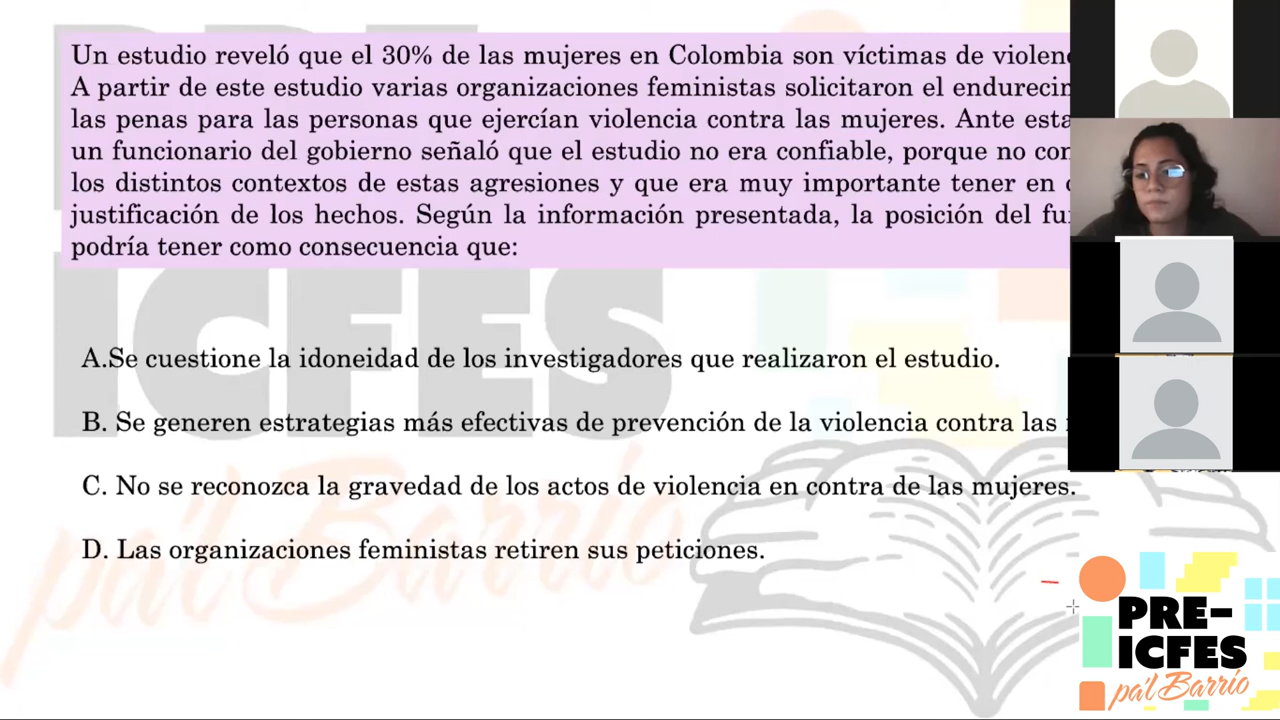 Un estudio reveló que el 30% de las mujeres en Colombia son víctimas de
A partir de este estudio varias organizaciones feministas solicitaron el
las penas para las personas que ejercían violencia contra las mujeres. Ante
un funcionario del gobierno señaló que el estudio no era confiable, porque no
los distintos contextos de estas agresiones y que era muy importante tener en
justificación de los hechos. Según la información presentada, la posición del
podría tener como consecuencia que:
A.Se cuestione la idoneidad de los investigadores que realizaron el estudio.
B. Se generen estrategias más efectivas de prevención de la violencia contra las
C. No se reconozca la gravedad de los actos de violencia en contra de las mujeres.
D. Las organizaciones feministas retiren sus peticiones.
PRE-
ICFES
pa'l Barrio
ICFES
pa'l Barrio